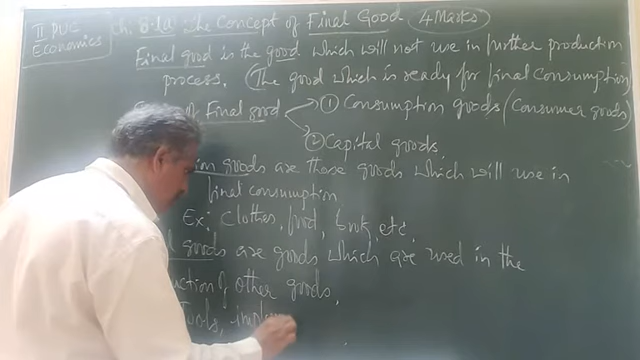 II PUC
Economics
Ch. 8.1(a) The Concept of Final Good 4 Marks
Final good is the good which will not use in further production
process. (The good which is ready for final consumption)
of Final good → ① Consumption goods (Consumer goods)
② Capital goods.
goods are those goods which will use in
final consumption.
Ex: Clothes, food, book, etc.
goods are goods which are used in the
of other goods.
Tools,